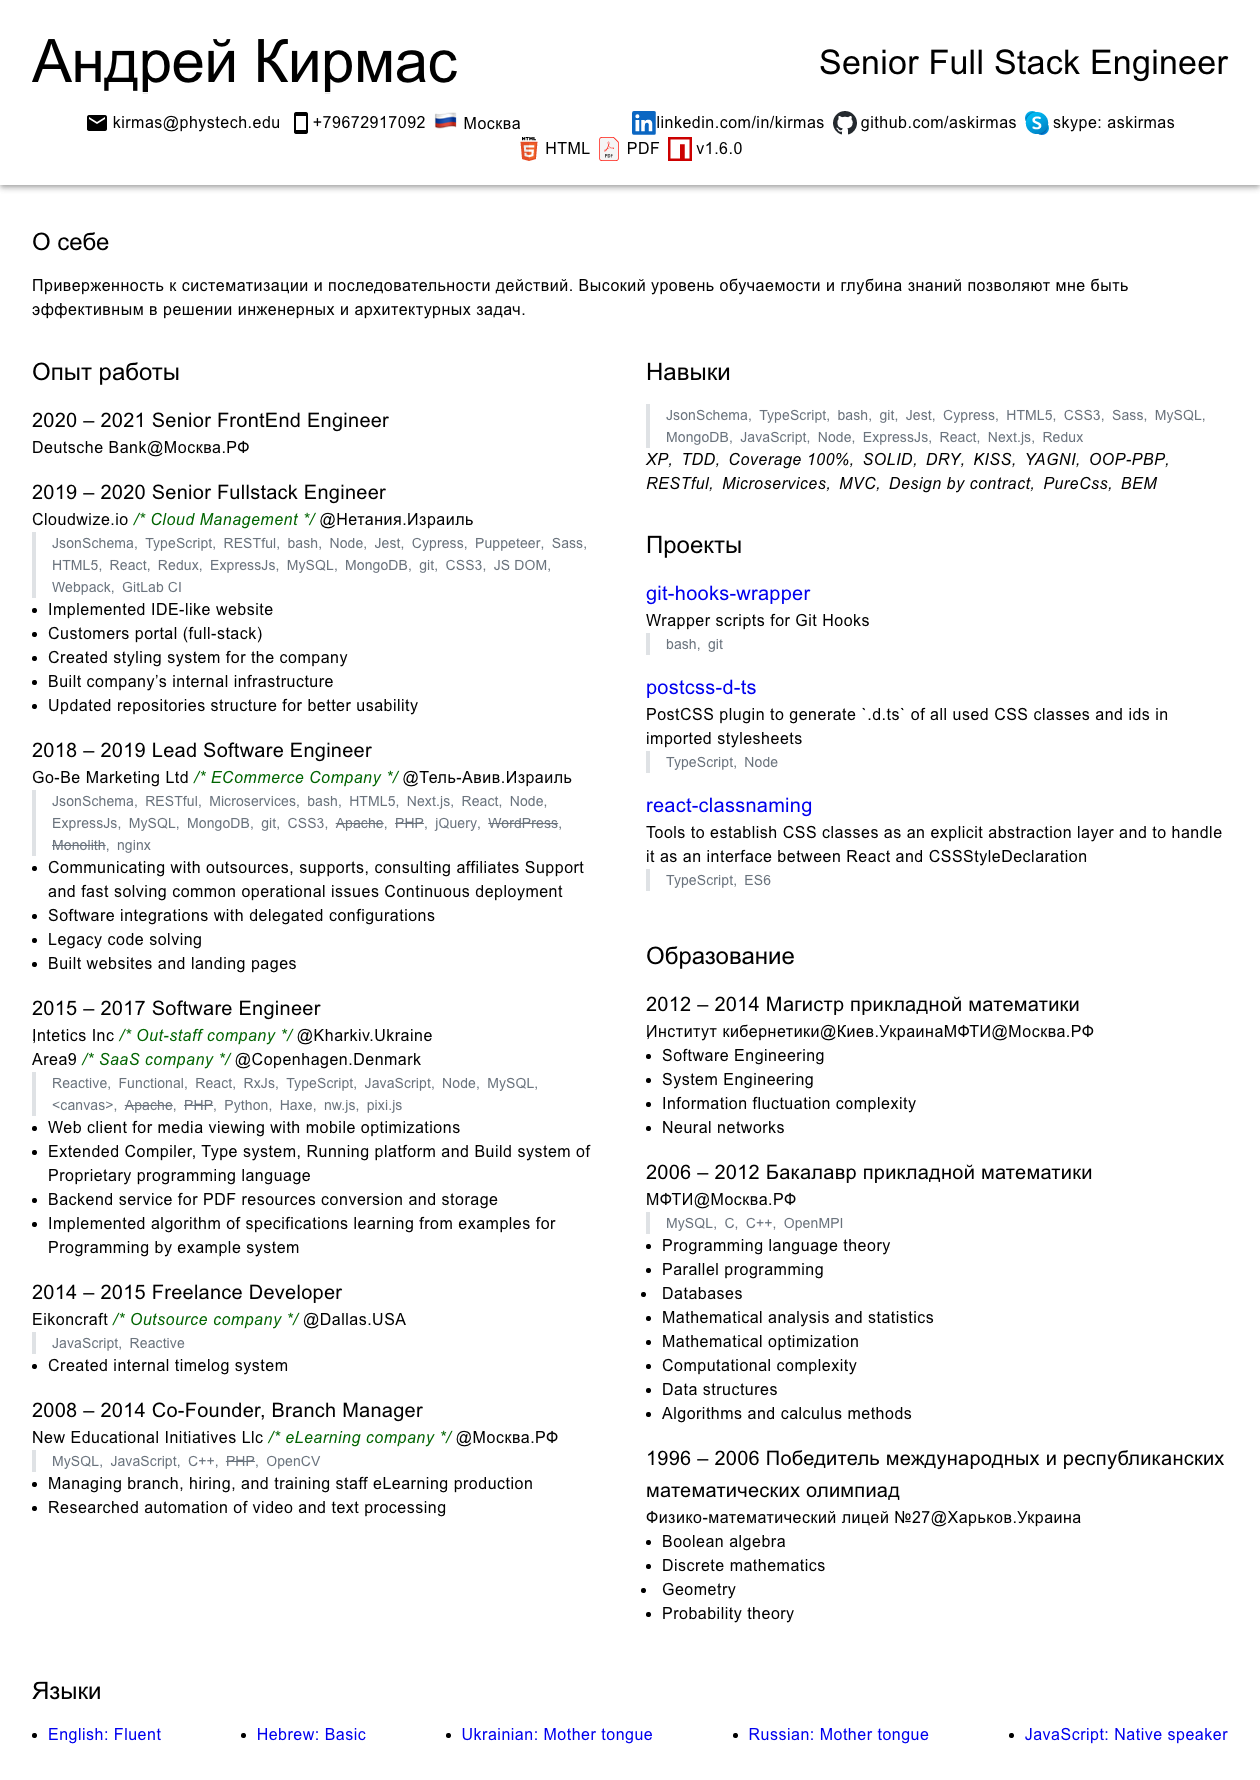 Андрей Кирмас
Senior Full Stack Engineer
kirmas@phystech.edu +79672917092 Москва linkedin.com/in/kirmas github.com/askirmas skype: askirmas
HTML PDF v1.6.0
О себе
Приверженность к систематизации и последовательности действий. Высокий уровень обучаемости и глубина знаний позволяют мне быть
эффективным в решении инженерных и архитектурных задач.
Опыт работы
2020 – 2021 Senior FrontEnd Engineer
Deutsche Bank@Москва.РФ
2019 – 2020 Senior Fullstack Engineer
Cloudwize.io /* Cloud Management */ @Нетания.Израиль
JsonSchema, TypeScript, RESTful, bash, Node, Jest, Cypress, Puppeteer, Sass,
HTML5, React, Redux, ExpressJs, MySQL, MongoDB, git, CSS3, JS DOM,
Webpack, GitLab CI
• Implemented IDE-like website
• Customers portal (full-stack)
• Created styling system for the company
• Built company’s internal infrastructure
• Updated repositories structure for better usability
2018 – 2019 Lead Software Engineer
Go-Be Marketing Ltd /* ECommerce Company */ @Тель-Авив.Израиль
JsonSchema, RESTful, Microservices, bash, HTML5, Next.js, React, Node,
ExpressJs, MySQL, MongoDB, git, CSS3, Apache, PHP, jQuery, WordPress,
Monolith, nginx
• Communicating with outsources, supports, consulting affiliates Support
and fast solving common operational issues Continuous deployment
• Software integrations with delegated configurations
• Legacy code solving
• Built websites and landing pages
2015 – 2017 Software Engineer
Intetics Inc /* Out-staff company */ @Kharkiv.Ukraine
Area9 /* SaaS company */ @Copenhagen.Denmark
Reactive, Functional, React, RxJs, TypeScript, JavaScript, Node, MySQL,
<canvas>, Apache, PHP, Python, Haxe, nw.js, pixi.js
• Web client for media viewing with mobile optimizations
• Extended Compiler, Type system, Running platform and Build system of
Proprietary programming language
• Backend service for PDF resources conversion and storage
• Implemented algorithm of specifications learning from examples for
Programming by example system
2014 – 2015 Freelance Developer
Eikoncraft /* Outsource company */ @Dallas.USA
JavaScript, Reactive
• Created internal timelog system
2008 – 2014 Co-Founder, Branch Manager
New Educational Initiatives Llc /* eLearning company */ @Москва.РФ
MySQL, JavaScript, C++, PHP, OpenCV
• Managing branch, hiring, and training staff eLearning production
• Researched automation of video and text processing
Навыки
JsonSchema, TypeScript, bash, git, Jest, Cypress, HTML5, CSS3, Sass, MySQL,
MongoDB, JavaScript, Node, ExpressJs, React, Next.js, Redux
XP, TDD, Coverage 100%, SOLID, DRY, KISS, YAGNI, OOP-PBP,
RESTful, Microservices, MVC, Design by contract, PureCss, BEM
Проекты
git-hooks-wrapper
Wrapper scripts for Git Hooks
bash, git
postcss-d-ts
PostCSS plugin to generate `.d.ts` of all used CSS classes and ids in
imported stylesheets
TypeScript, Node
react-classnaming
Tools to establish CSS classes as an explicit abstraction layer and to handle
it as an interface between React and CSSStyleDeclaration
TypeScript, ES6
Образование
2012 – 2014 Магистр прикладной математики
Институт кибернетики@Киев.УкраинаМФТИ@Москва.РФ
• Software Engineering
• System Engineering
• Information fluctuation complexity
• Neural networks
2006 – 2012 Бакалавр прикладной математики
МФТИ@Москва.РФ
MySQL, C, C++, OpenMPI
• Programming language theory
• Parallel programming
• Databases
• Mathematical analysis and statistics
• Mathematical optimization
• Computational complexity
• Data structures
• Algorithms and calculus methods
1996 – 2006 Победитель международных и республиканских
математических олимпиад
Физико-математический лицей №27@Харьков.Украина
• Boolean algebra
• Discrete mathematics
• Geometry
• Probability theory
Языки
• English: Fluent • Hebrew: Basic • Ukrainian: Mother tongue • Russian: Mother tongue • JavaScript: Native speaker